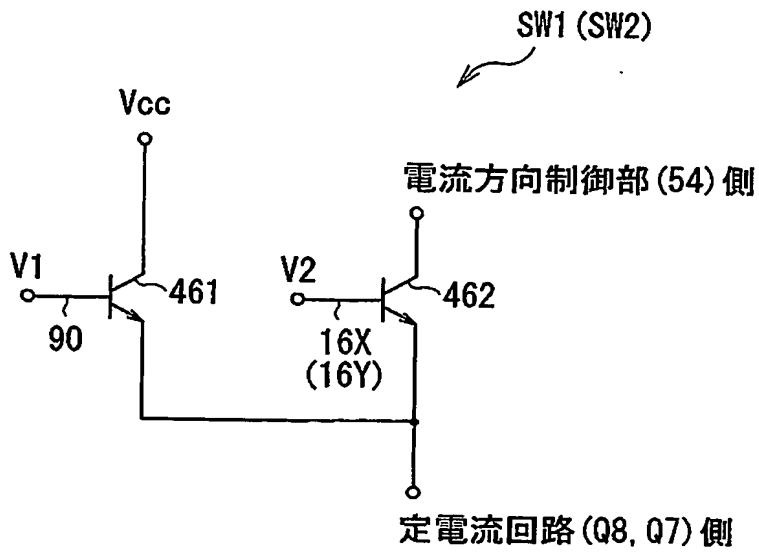 SW1(SW2)
Vcc
電流方向制御部(54)側
V1
461
V2
462
90
16X
(16Y)
定電流回路(Q8, Q7)側